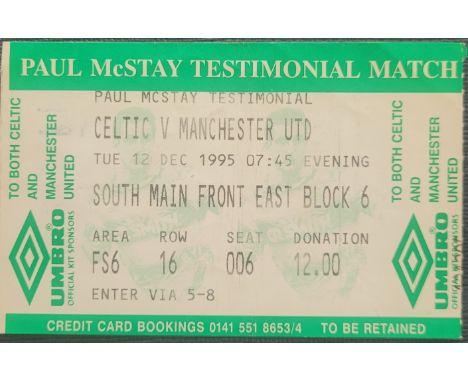 PAUL McSTAY TESTIMONIAL MATCH
PAUL MCSTAY TESTIMONIAL
CELTIC V MANCHESTER UTD
TUE 12 DEC 1995 07:45 EVENING
SOUTH MAIN FRONT EAST BLOCK 6
AREA ROW SEAT DONATION
FS6 16 006 12.00
ENTER VIA 5-8
TO BOTH CELTIC
AND
MANCHESTER
UNITED
UMBRO
OFFICIAL KIT SPONSORS
TO BOTH CELTIC
AND
MANCHESTER
UNITED
UMBRO
OFFICIAL KIT SPONSORS
CREDIT CARD BOOKINGS 0141 551 8653/4 TO BE RETAINED